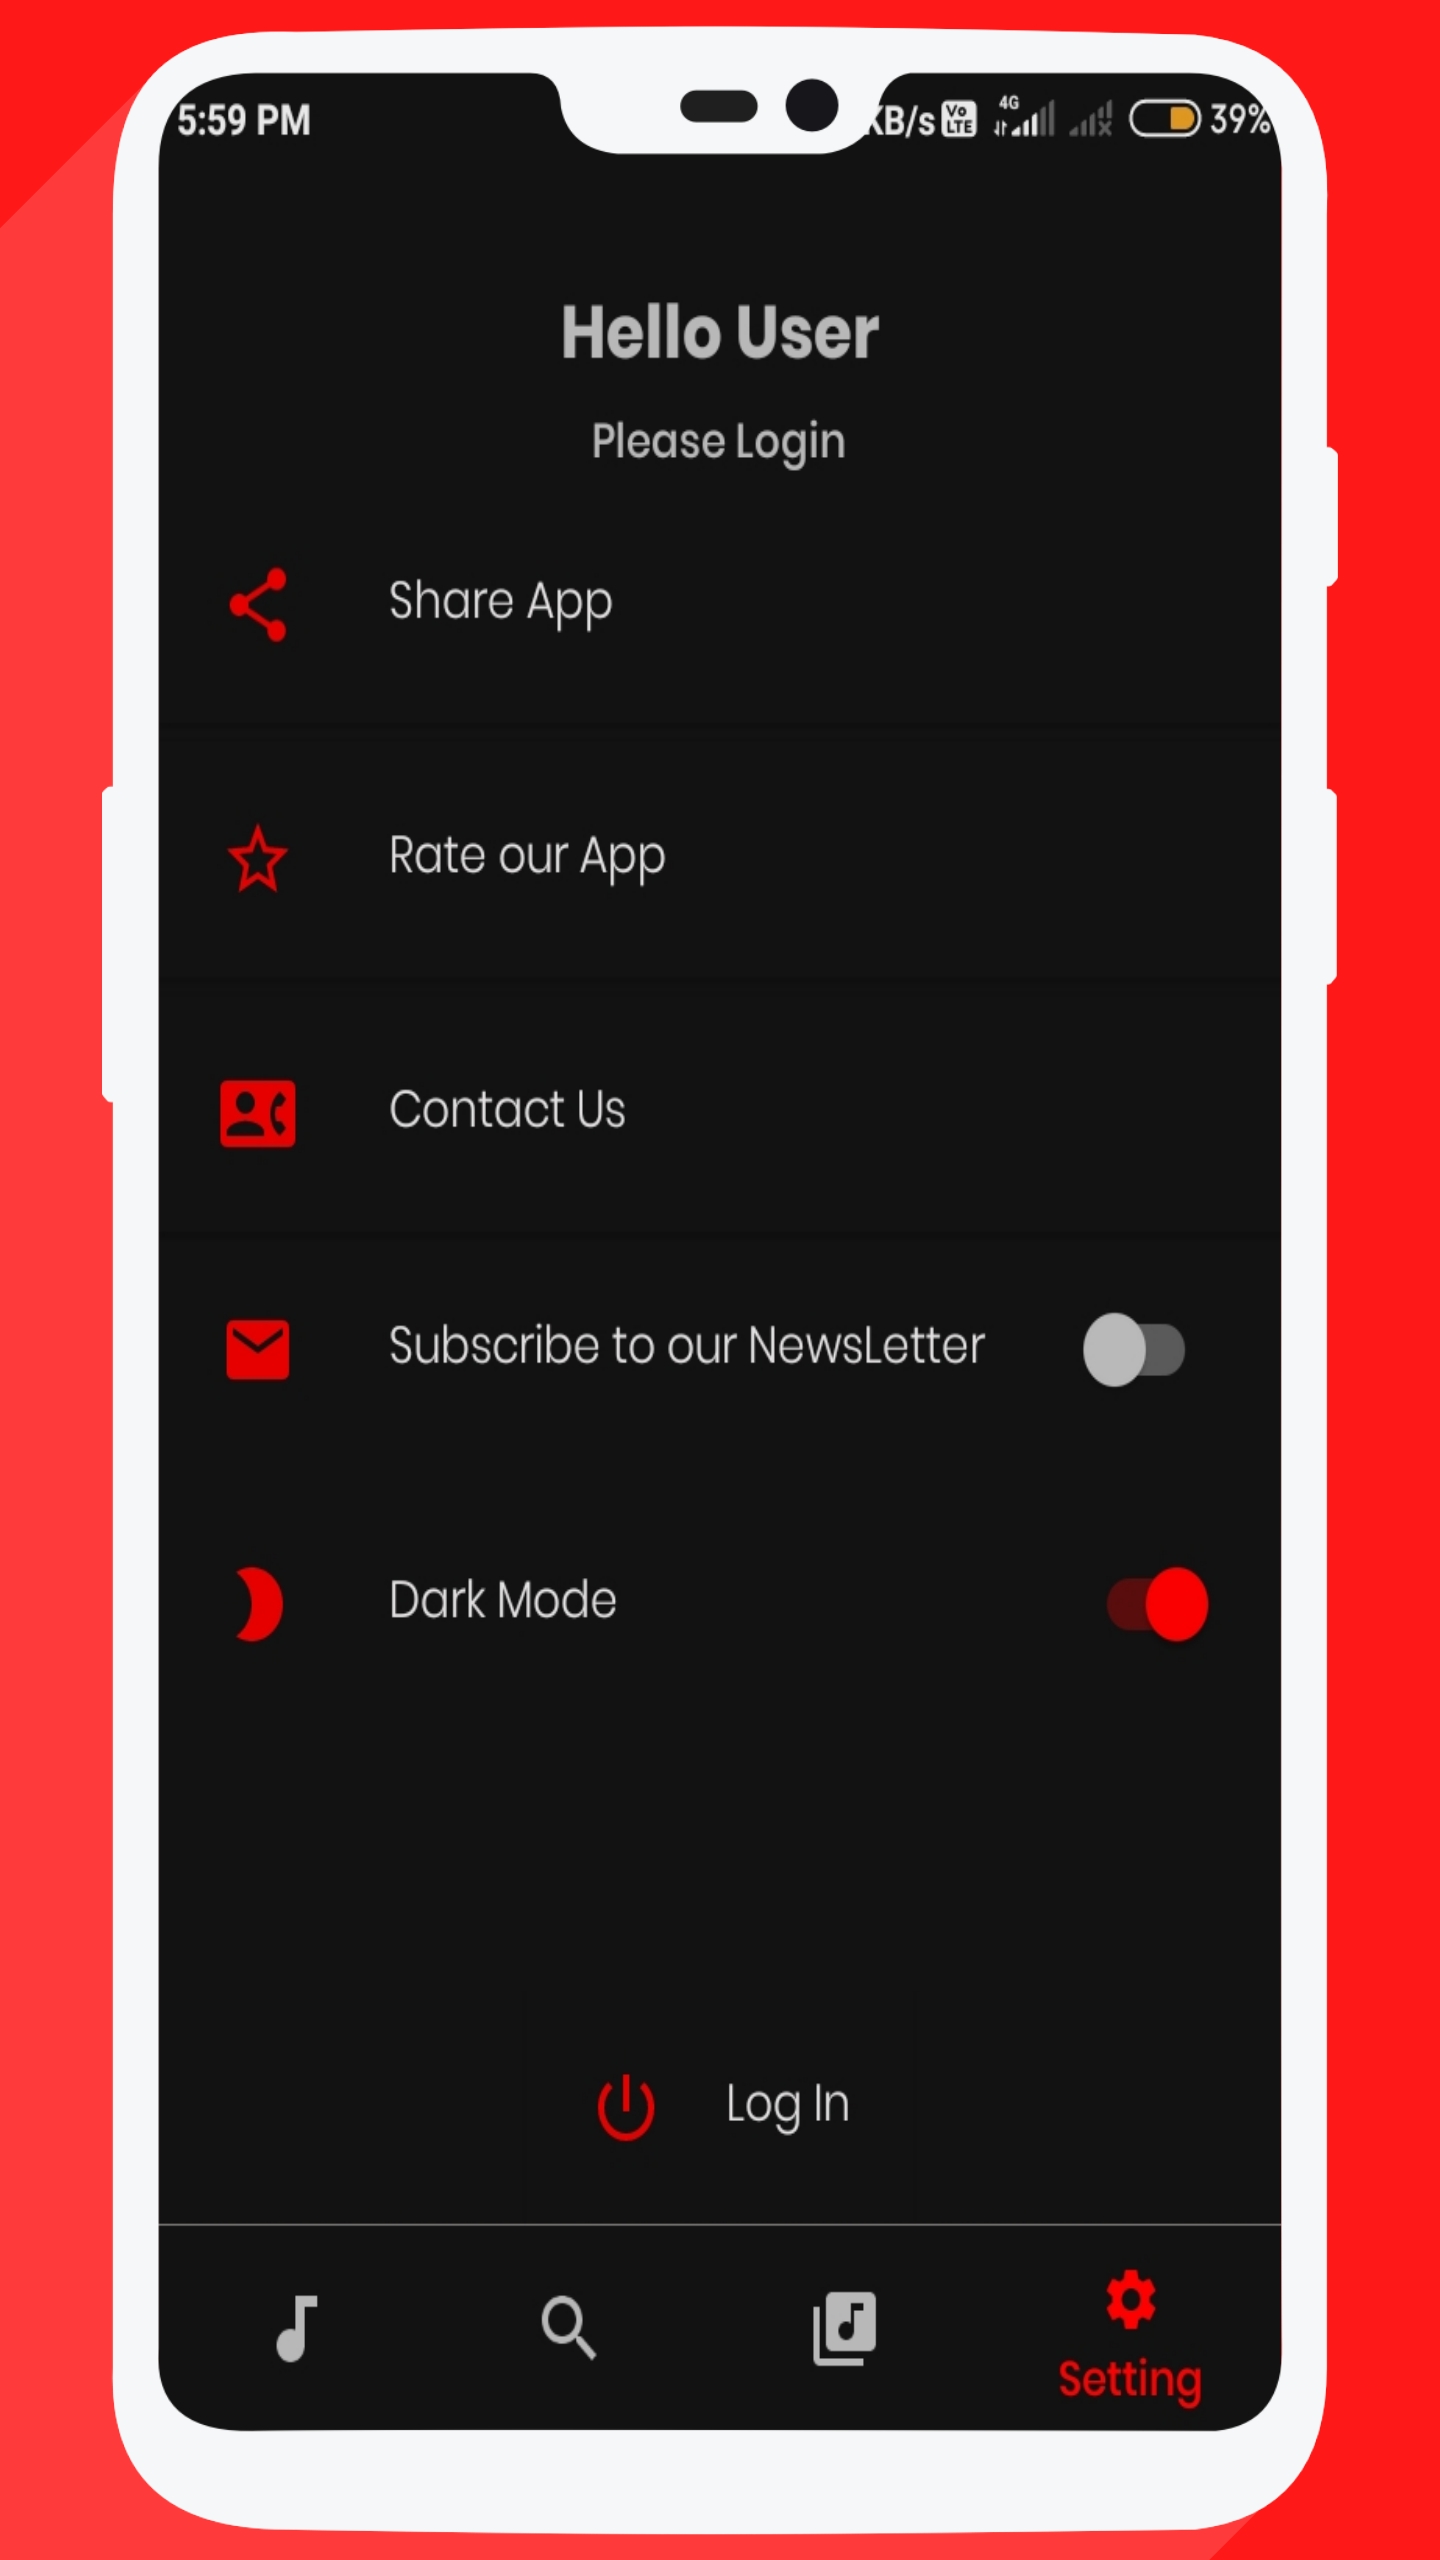 5:59 PM
KB/s Vo LTE 4G 39%
Hello User
Please Login
Share App
Rate our App
Contact Us
Subscribe to our NewsLetter
Dark Mode
Log In
Setting